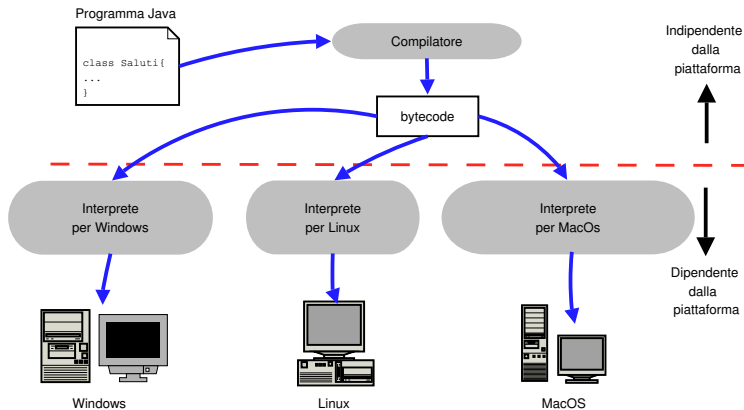 Programma Java
class Saluti{
...
}
Compilatore
Indipendente
dalla
piattaforma
bytecode
Interprete
per Windows
Interprete
per Linux
Interprete
per MacOs
Dipendente
dalla
piattaforma
Windows
Linux
MacOS